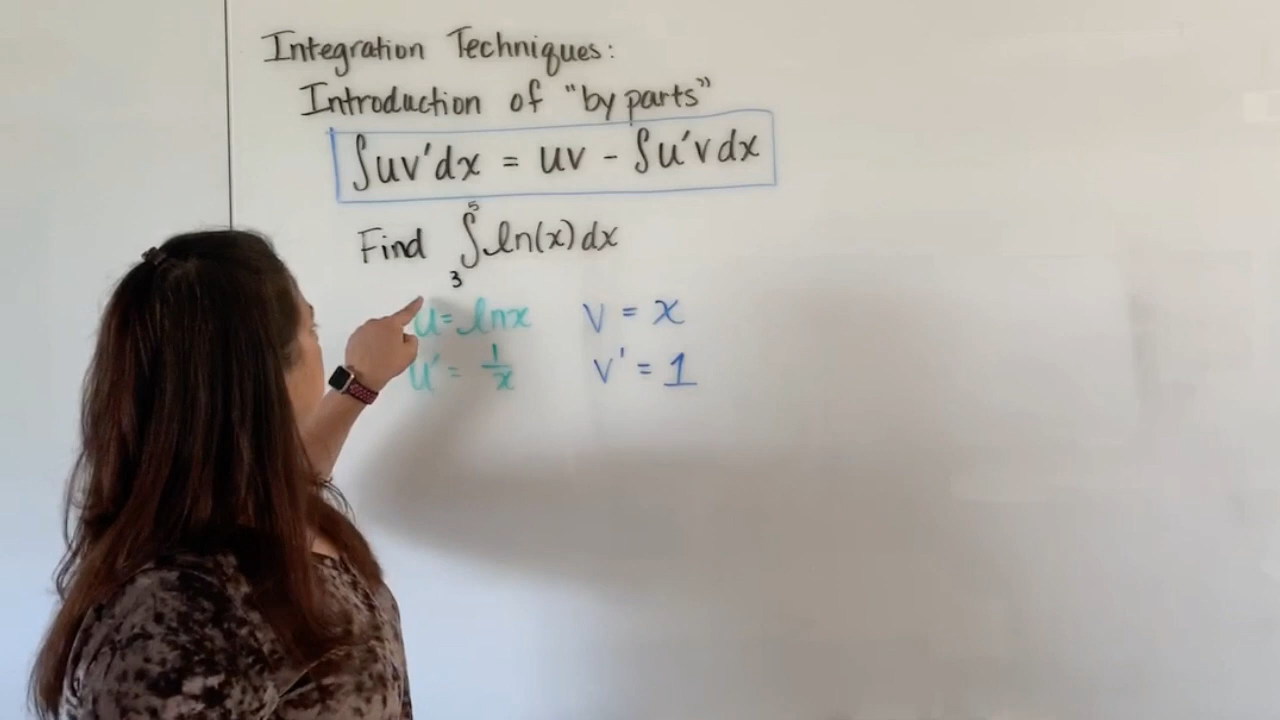 Integration Techniques:
Introduction of "by parts"
∫uv'dx = uv - ∫u'v dx
Find ∫₃⁵ ln(x) dx
u = ln x    v = x
u' = 1/x    v' = 1